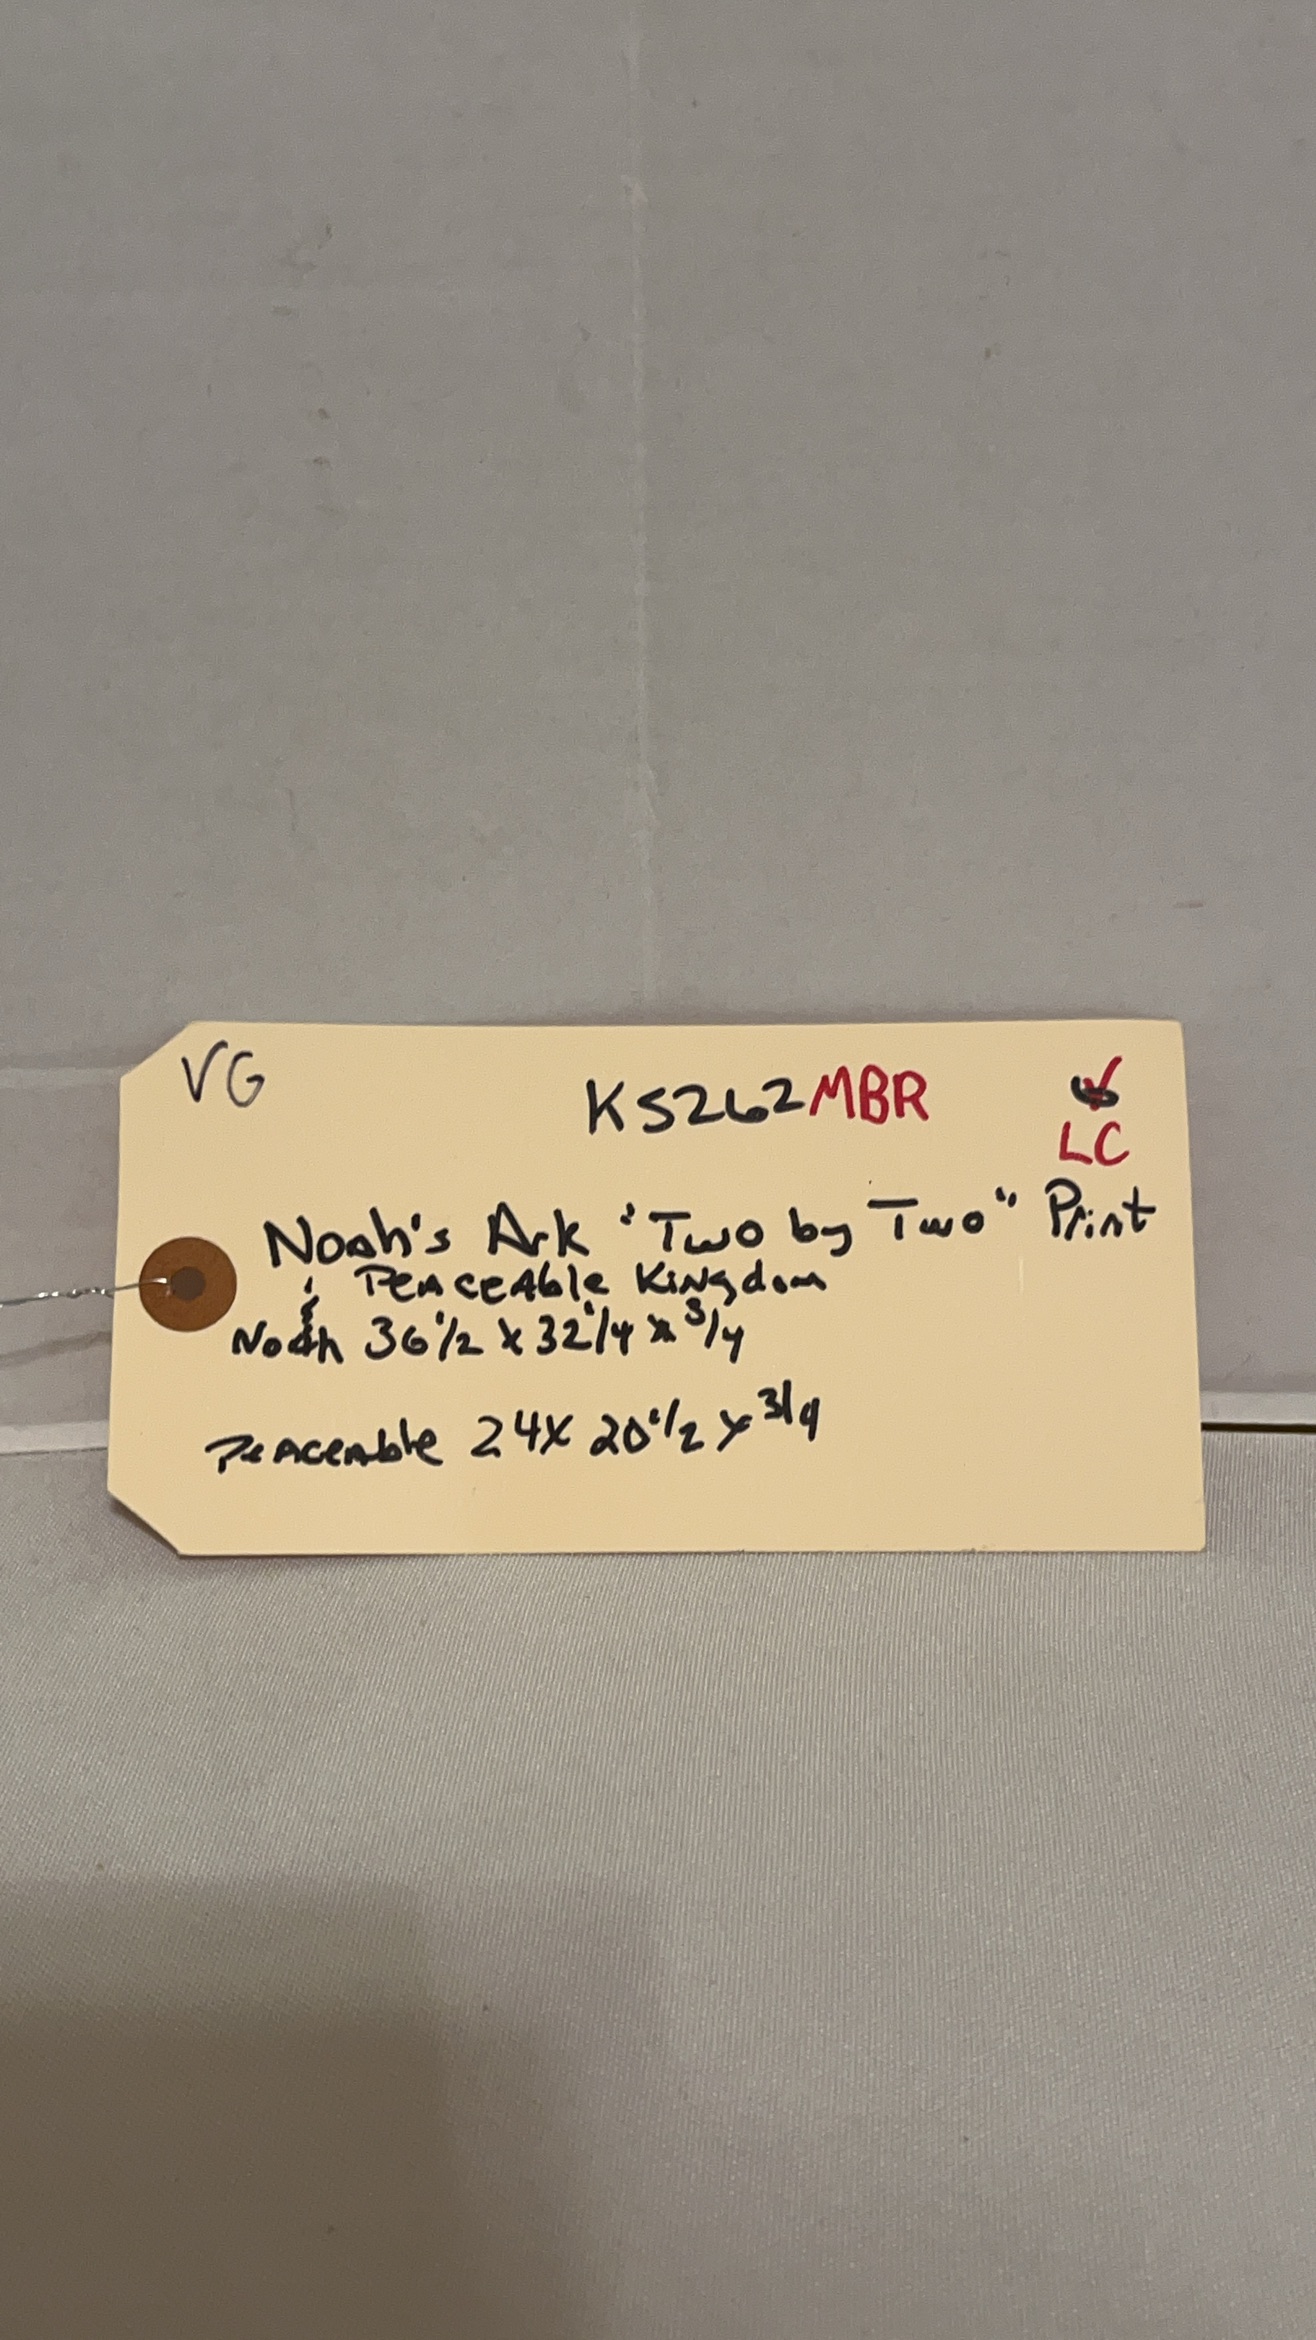 VG
KS262MBR
LC
Noah's Ark "Two by Two" Print
& Peaceable Kingdom
Noah 36 1/2 x 32 1/4 x 3/4
Peaceable 24 x 20 1/2 x 3/4